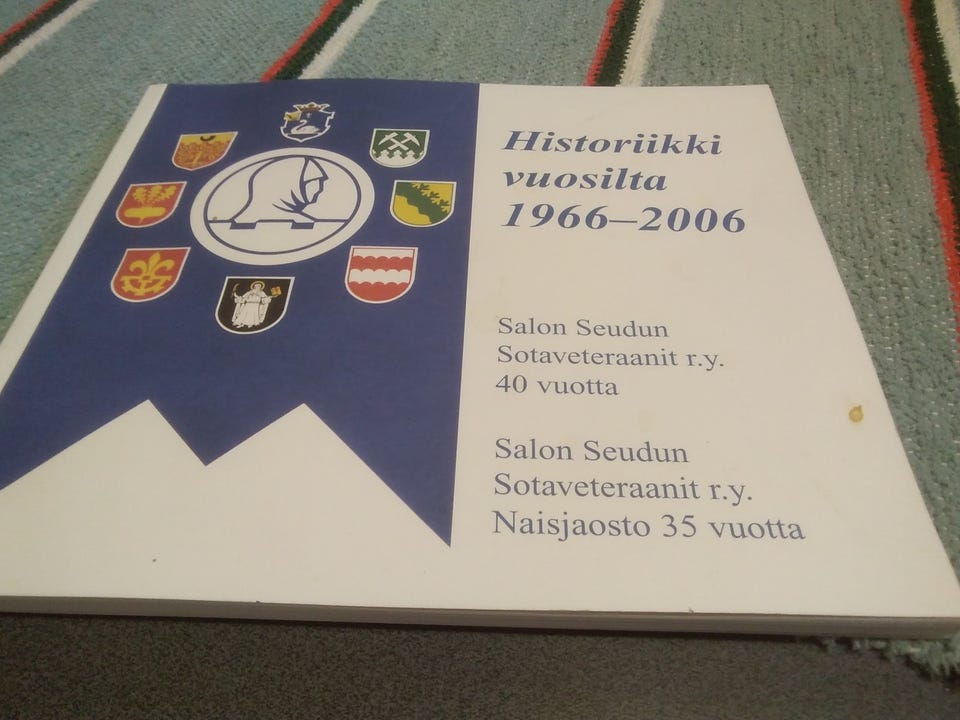 Historiikki
vuosilta
1966–2006
Salon Seudun
Sotaveteraanit r.y.
40 vuotta
Salon Seudun
Sotaveteraanit r.y.
Naisjaosto 35 vuotta